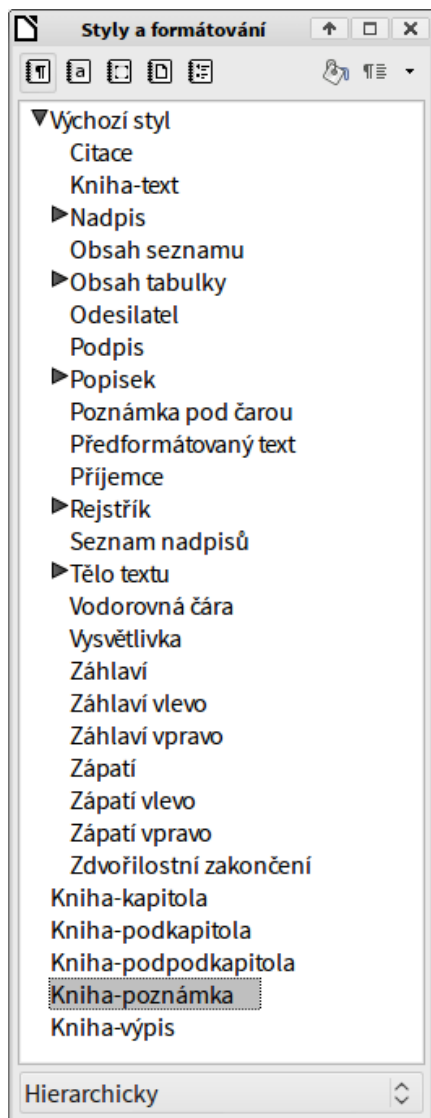 Styly a formátování
Výchozí styl
Citace
Kniha-text
Nadpis
Obsah seznamu
Obsah tabulky
Odesilatel
Podpis
Popisek
Poznámka pod čarou
Předformátovaný text
Příjemce
Rejstřík
Seznam nadpisů
Tělo textu
Vodorovná čára
Vysvětlivka
Záhlaví
Záhlaví vlevo
Záhlaví vpravo
Zápatí
Zápatí vlevo
Zápatí vpravo
Zdvořilostní zakončení
Kniha-kapitola
Kniha-podkapitola
Kniha-podpodkapitola
Kniha-poznámka
Kniha-výpis
Hierarchicky